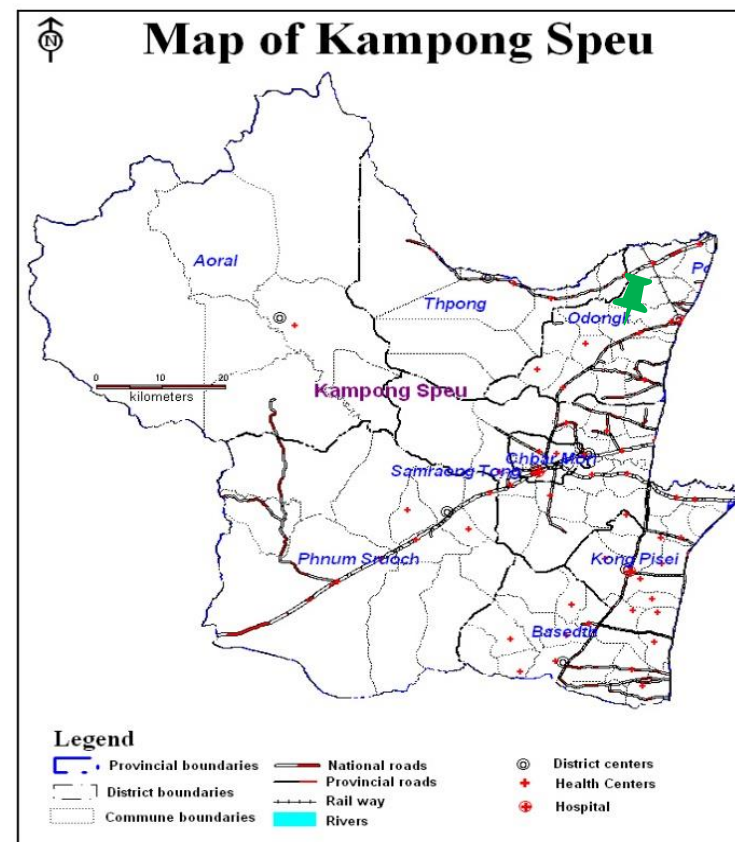 N
Map of Kampong Speu
Aoral
Thpong
Odongk
Kampong Speu
0 10 20
kilometers
Chbar Mon
Samraong Tong
Phnum Sruoch
Kong Pisei
Basedth
Legend
Provincial boundaries
District boundaries
Commune boundaries
National roads
Provincial roads
Rail way
Rivers
District centers
Health Centers
Hospital